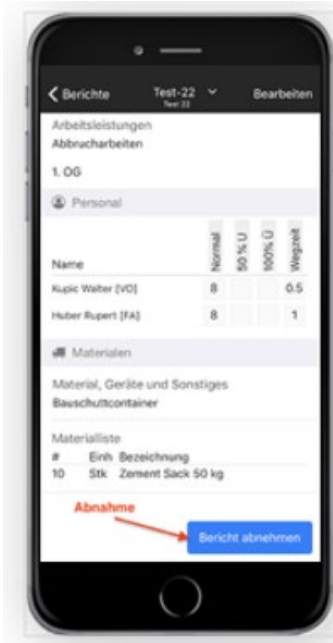 Berichte
Test-22
Bearbeiten
Test 22
Arbeitsleistungen
Abbrucharbeiten
1. OG
Personal
Name Normal 50 % Ü 100% Ü Wegzeit
Kupic Walter [VO] 8 0.5
Huber Rupert [FA] 8 1
Materialen
Material, Geräte und Sonstiges
Bauschuttcontainer
Materialliste
# Einh Bezeichnung
10 Stk Zement Sack 50 kg
Abnahme
Bericht abnehmen